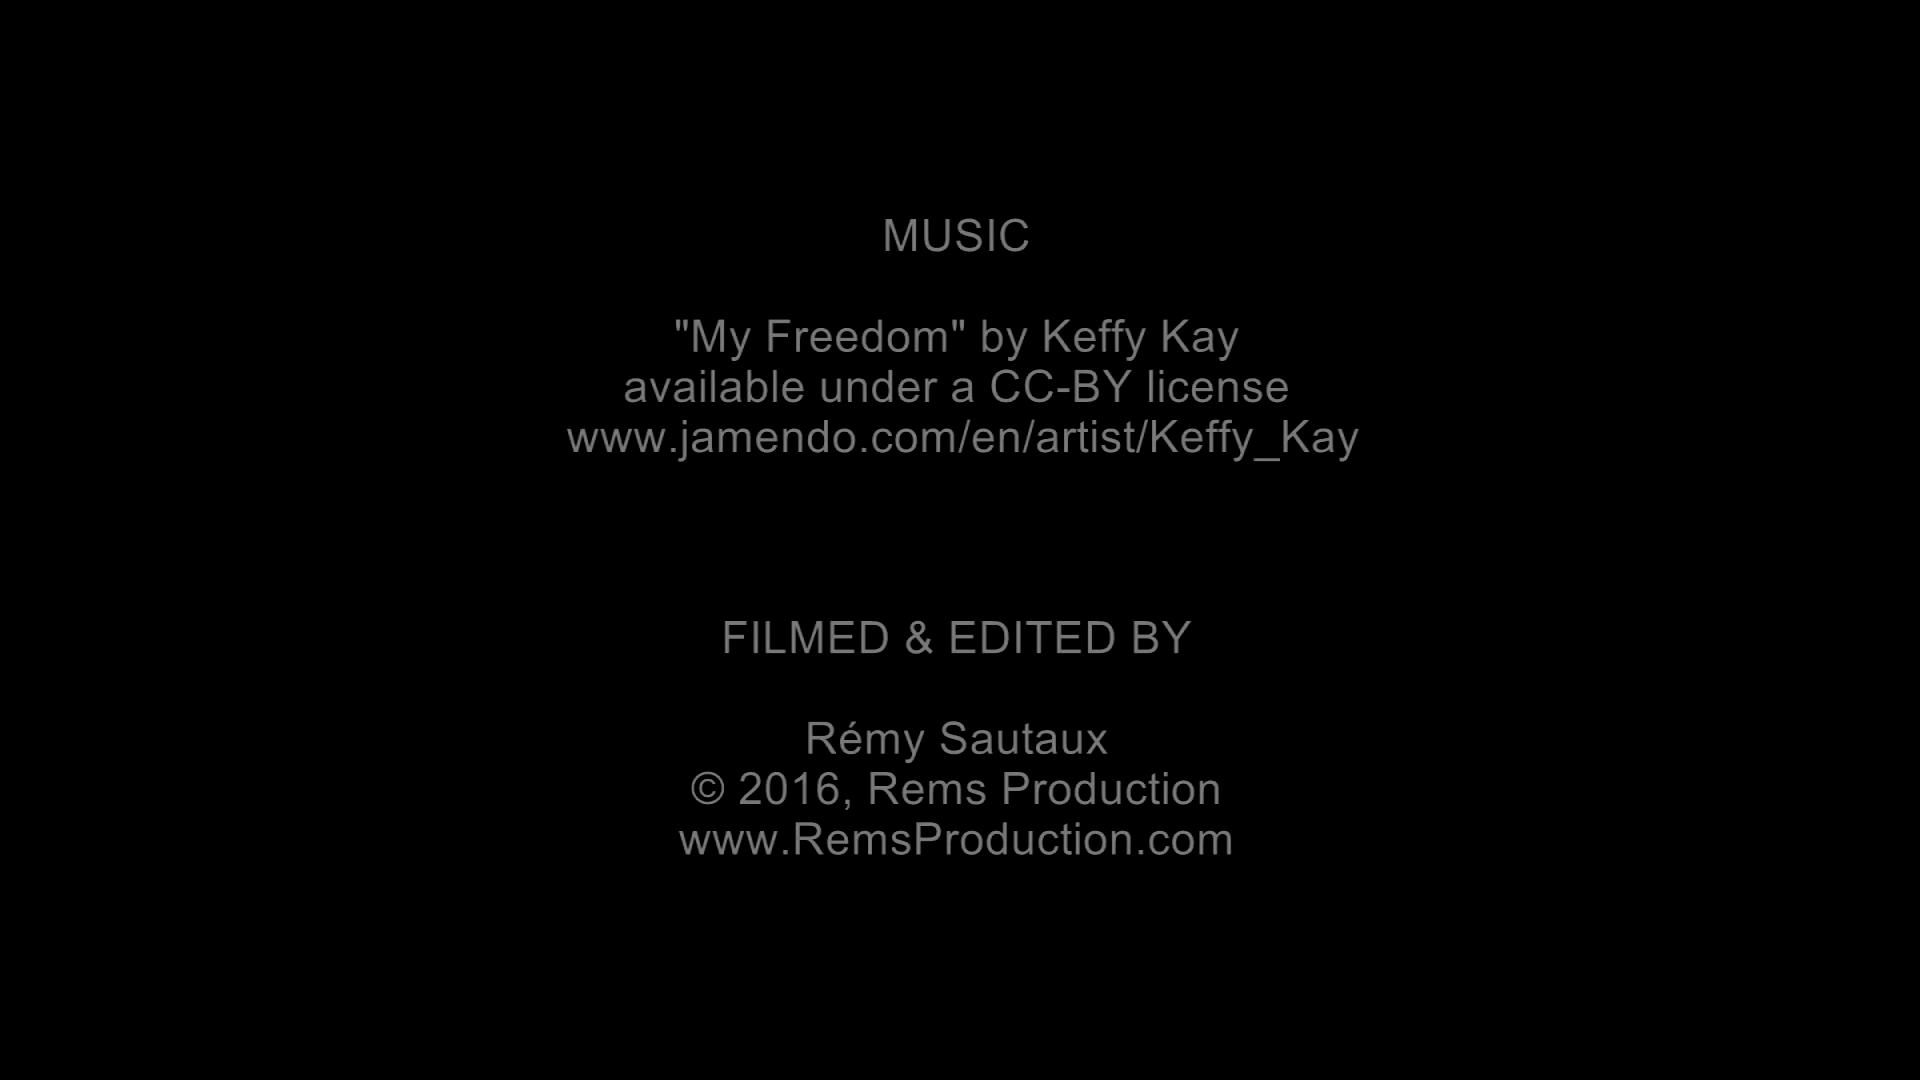 MUSIC
"My Freedom" by Keffy Kay
available under a CC-BY license
www.jamendo.com/en/artist/Keffy_Kay
FILMED & EDITED BY
Rémy Sautaux
© 2016, Rems Production
www.RemsProduction.com